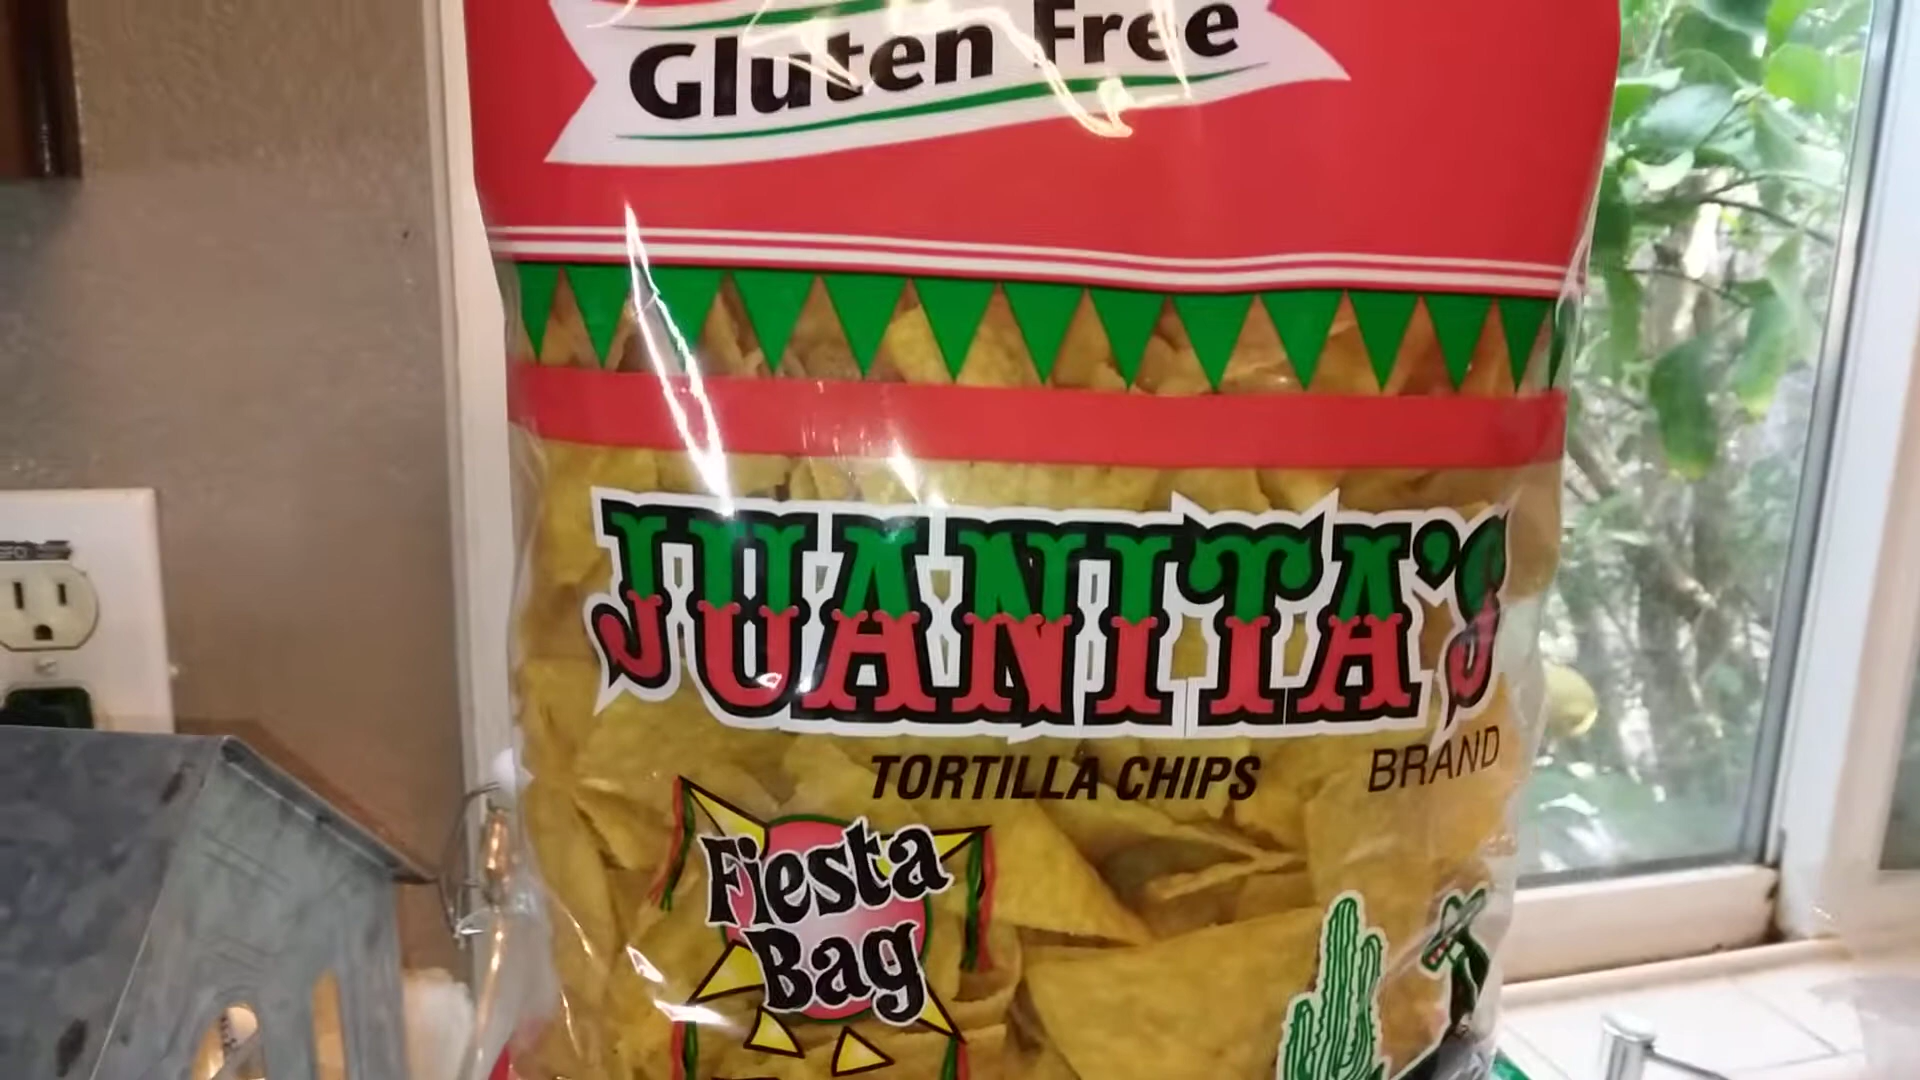 Gluten Free
JUANITA'S
TORTILLA CHIPS
BRAND
Fiesta
Bag